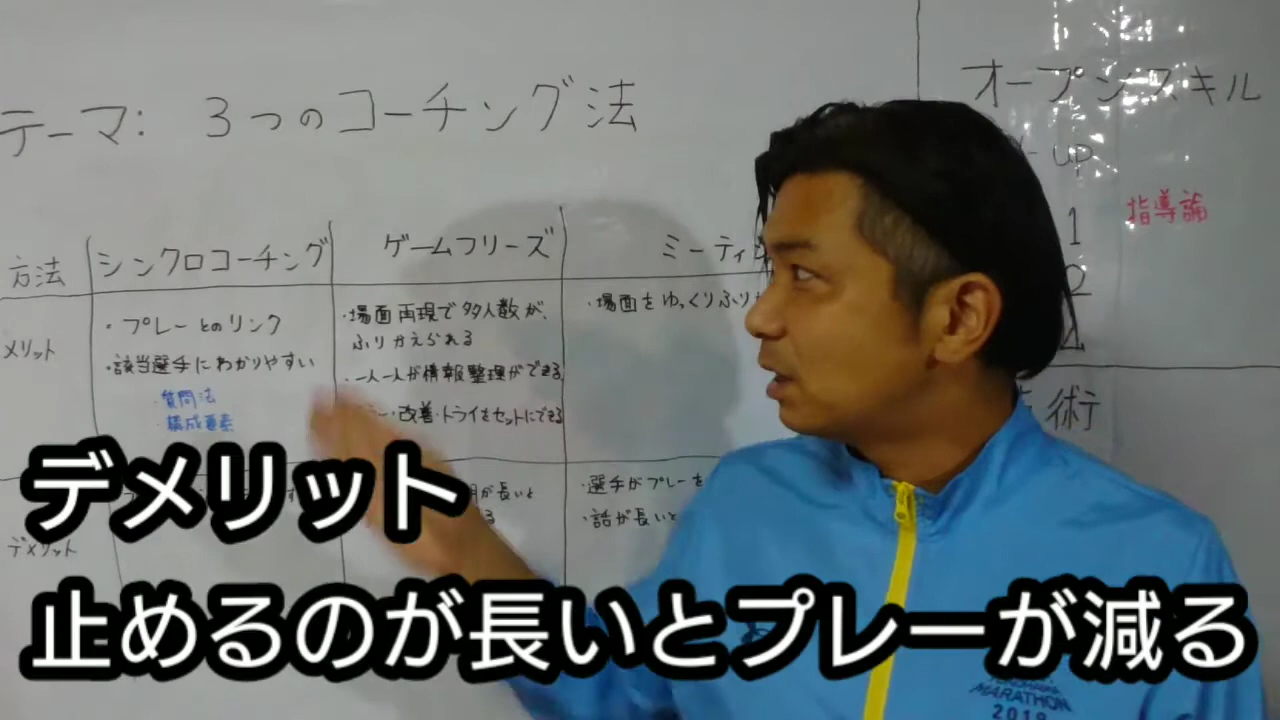 テーマ: 3つのコーチング法
オープンスキル
up
1
指導論
2
方法
シンクロコーチング
ゲームフリーズ
ミーティ
メリット
・プレーとのリンク
・該当選手にわかりやすい
・質問法
・構成要素
・場面再現で多人数が、
ふりかえられる
・一人一人が情報整理ができる
・改善・トライをセットにできる
・場面をゆっくりふり
術
デメリット
が長いと
る
・選手がプレーを
・話が長いと
デメリット
止めるのが長いとプレーが減る
MARATHON
2019